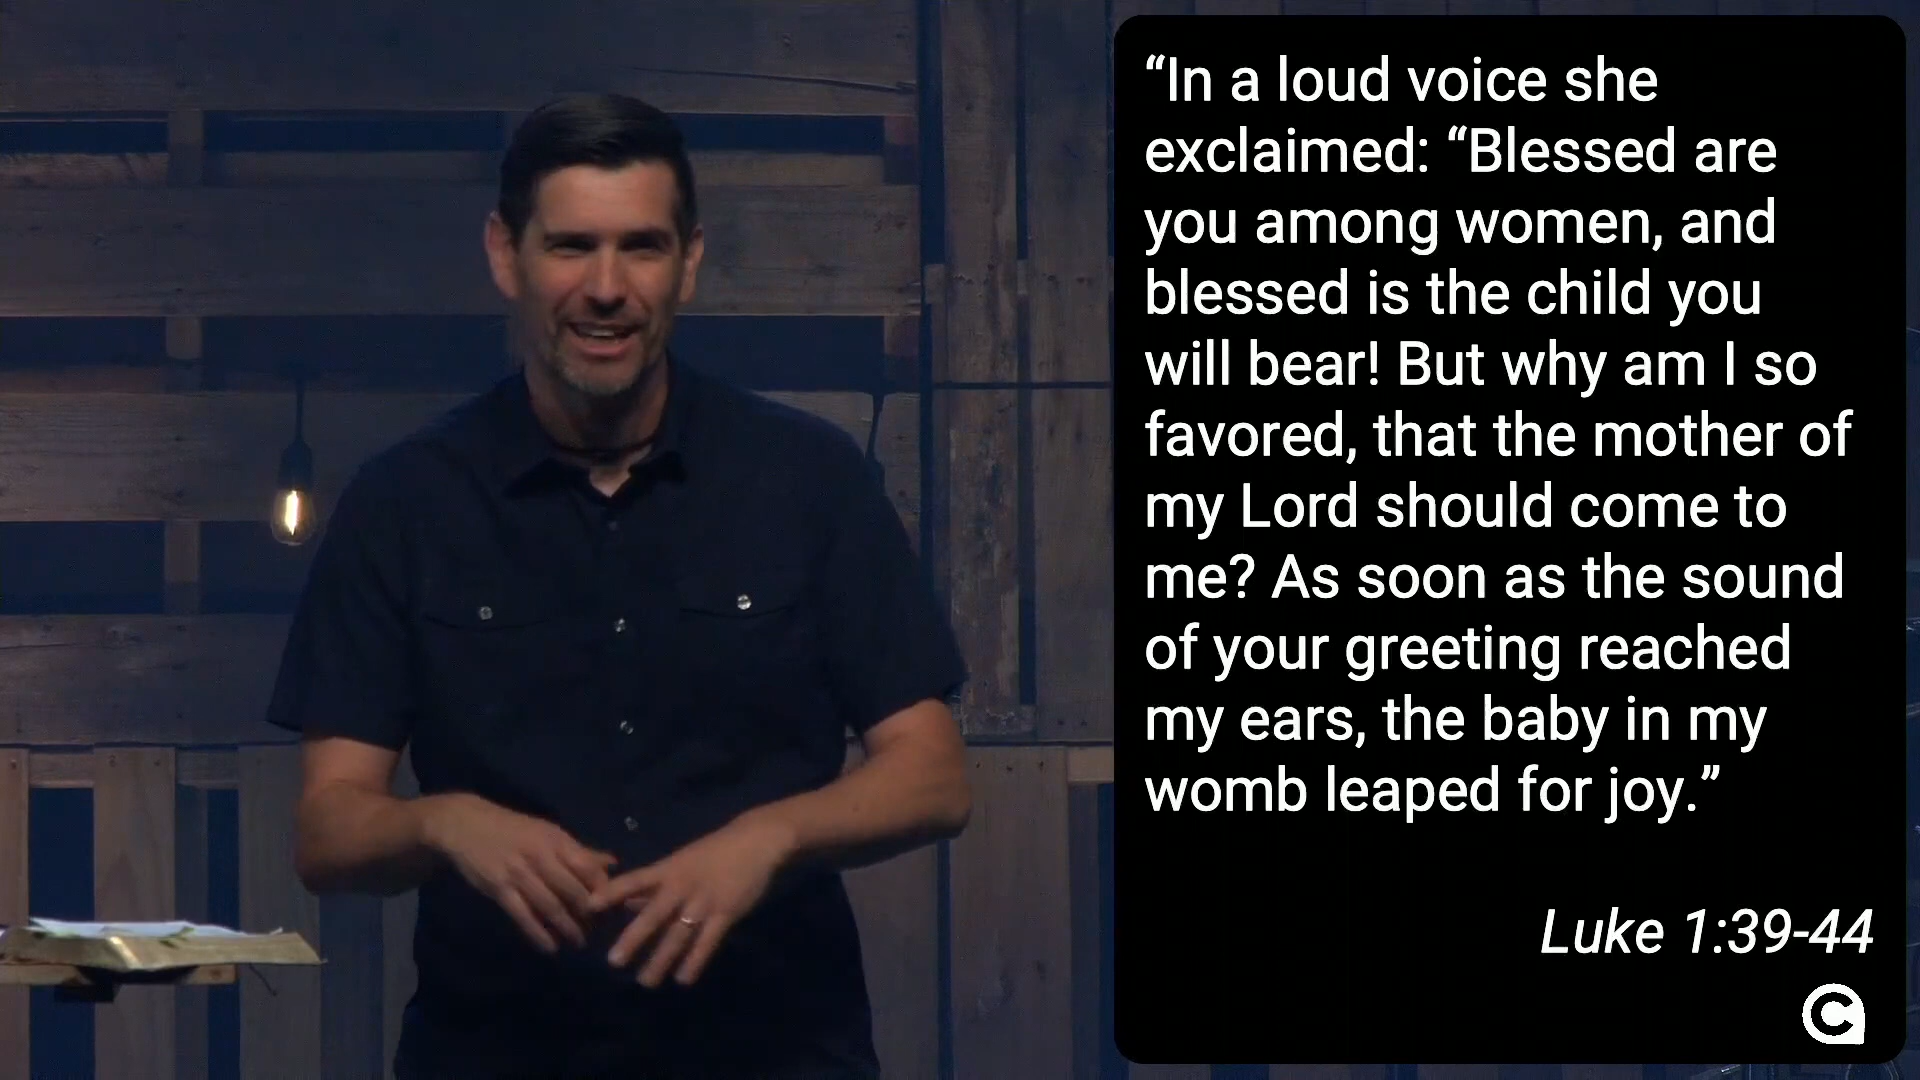 “In a loud voice she
exclaimed: “Blessed are
you among women, and
blessed is the child you
will bear! But why am I so
favored, that the mother of
my Lord should come to
me? As soon as the sound
of your greeting reached
my ears, the baby in my
womb leaped for joy.”
Luke 1:39-44